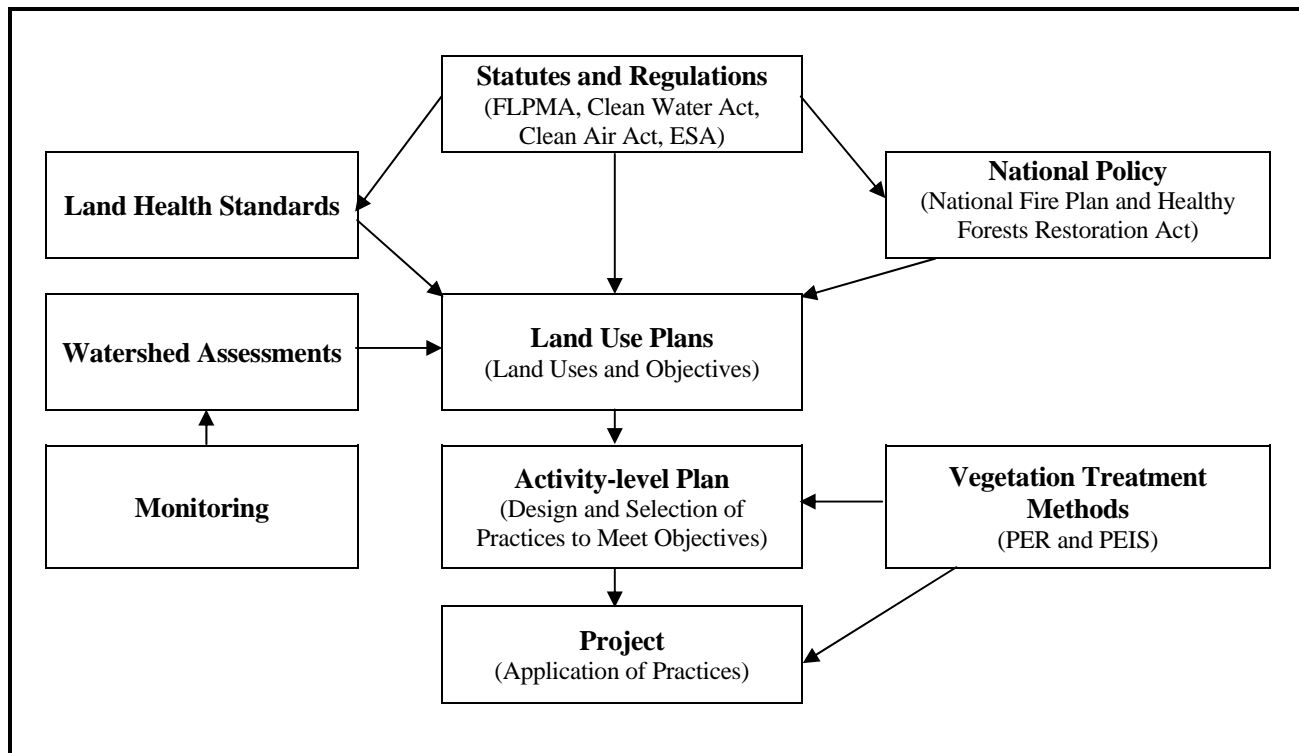 Statutes and Regulations
(FLPMA, Clean Water Act,
Clean Air Act, ESA)
Land Health Standards
National Policy
(National Fire Plan and Healthy
Forests Restoration Act)
Watershed Assessments
Land Use Plans
(Land Uses and Objectives)
Monitoring
Activity-level Plan
(Design and Selection of
Practices to Meet Objectives)
Vegetation Treatment
Methods
(PER and PEIS)
Project
(Application of Practices)